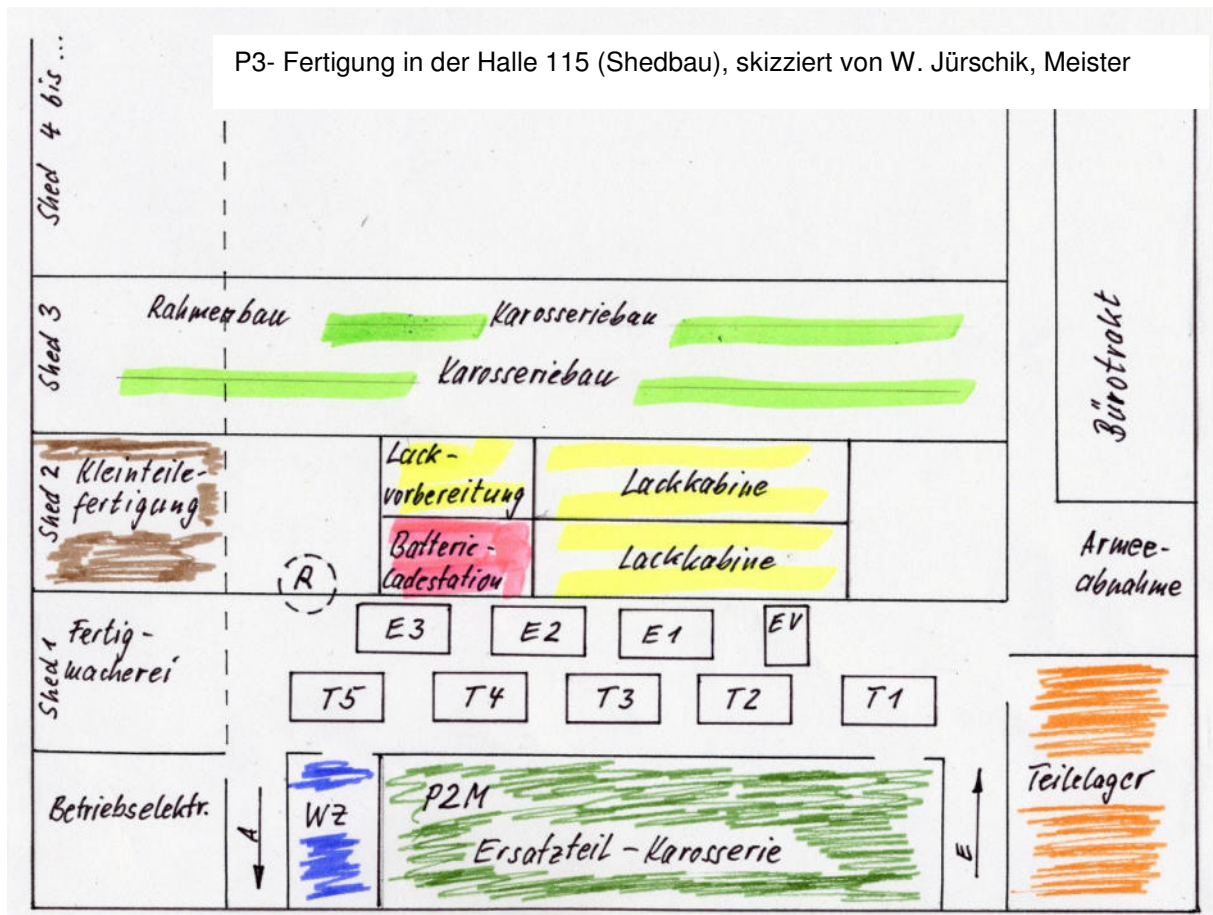 P3- Fertigung in der Halle 115 (Shedbau), skizziert von W. Jürschik, Meister
Shed 4 bis ...
Shed 3
Rahmenbau
Karosseriebau
Karosseriebau
Bürotrakt
Shed 2
Kleinteile-
fertigung
Lack-
vorbereitung
Lackkabine
Batterie-
ladestation
Lackkabine
Armee-
abnahme
R
Shed 1
Fertig-
macherei
E3
E2
E1
EV
T5
T4
T3
T2
T1
Betriebselektr.
A
WZ
P2M
Ersatzteil - Karosserie
E
Teilelager